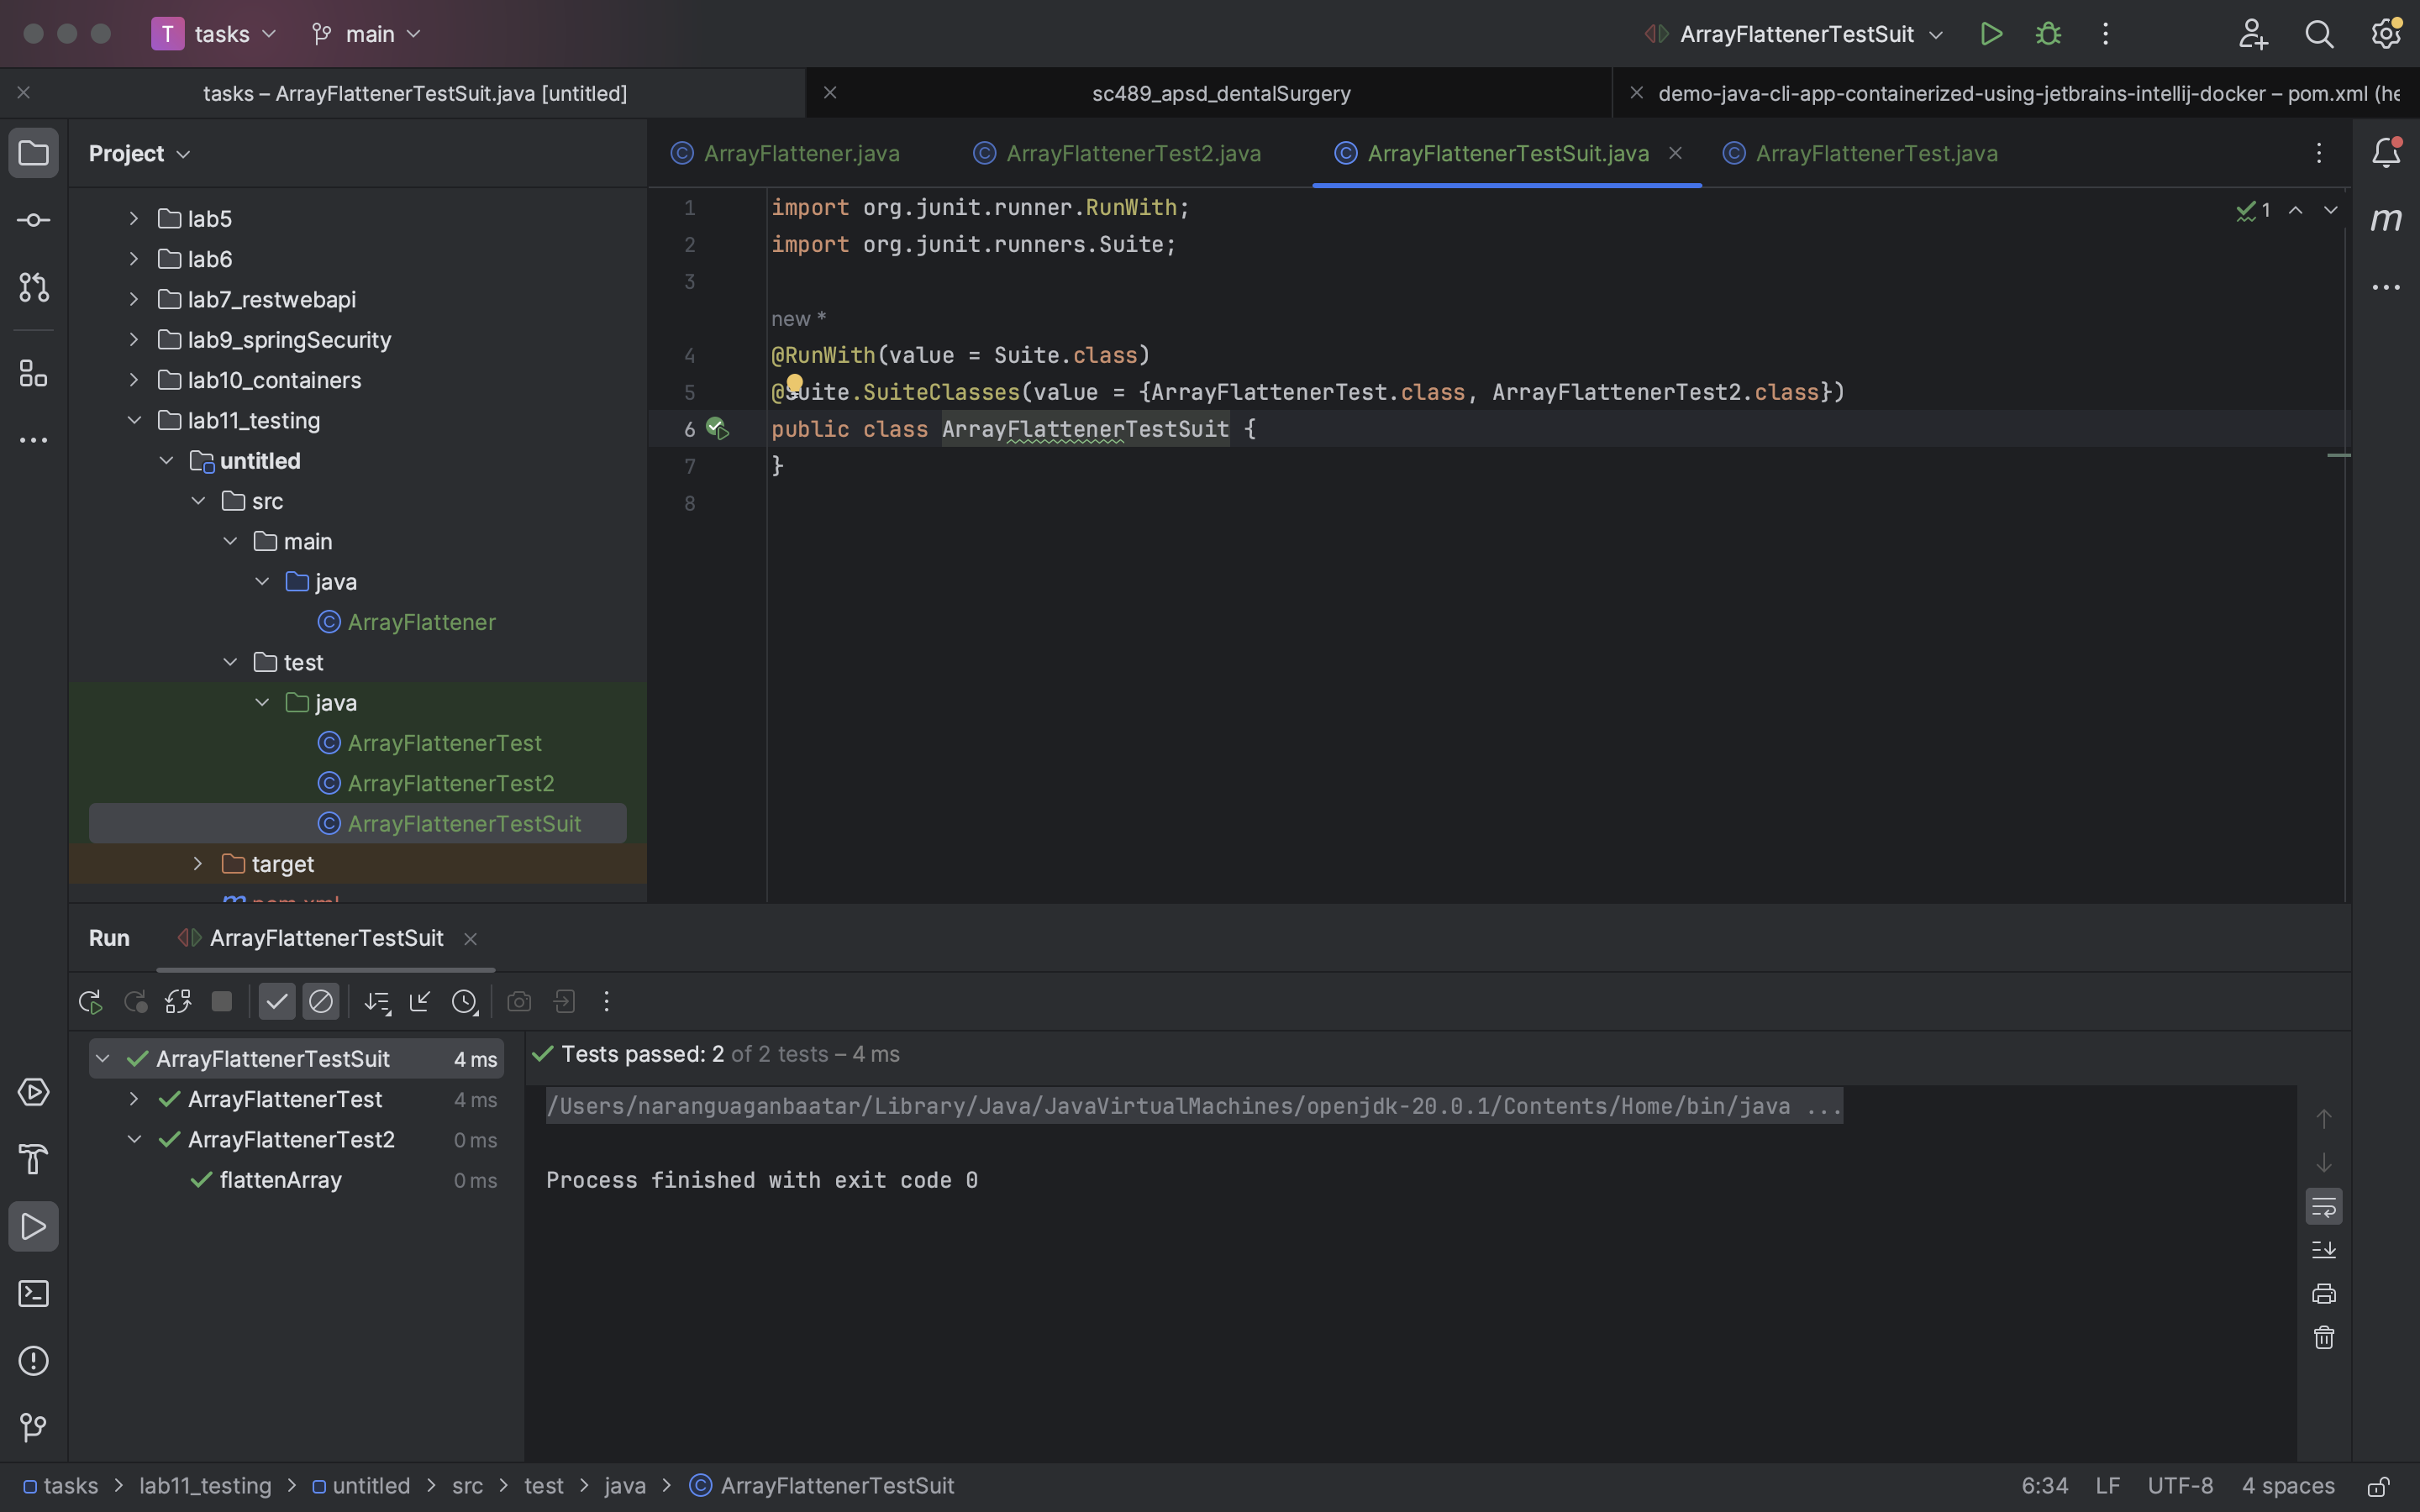 T tasks main ArrayFlattenerTestSuit
tasks – ArrayFlattenerTestSuit.java [untitled] sc489_apsd_dentalSurgery demo-java-cli-app-containerized-using-jetbrains-intellij-docker – pom.xml (he
Project
ArrayFlattener.java ArrayFlattenerTest2.java ArrayFlattenerTestSuit.java ArrayFlattenerTest.java
lab5
lab6
lab7_restwebapi
lab9_springSecurity
lab10_containers
lab11_testing
untitled
src
main
java
ArrayFlattener
test
java
ArrayFlattenerTest
ArrayFlattenerTest2
ArrayFlattenerTestSuit
target
pom.xml
1 import org.junit.runner.RunWith;
2 import org.junit.runners.Suite;
3
new *
4 @RunWith(value = Suite.class)
5 @Suite.SuiteClasses(value = {ArrayFlattenerTest.class, ArrayFlattenerTest2.class})
6 public class ArrayFlattenerTestSuit {
7 }
8
1
m
Run ArrayFlattenerTestSuit
ArrayFlattenerTestSuit 4 ms
ArrayFlattenerTest 4 ms
ArrayFlattenerTest2 0 ms
flattenArray 0 ms
Tests passed: 2 of 2 tests – 4 ms
/Users/naranguaganbaatar/Library/Java/JavaVirtualMachines/openjdk-20.0.1/Contents/Home/bin/java ...
Process finished with exit code 0
tasks > lab11_testing > untitled > src > test > java > ArrayFlattenerTestSuit 6:34 LF UTF-8 4 spaces